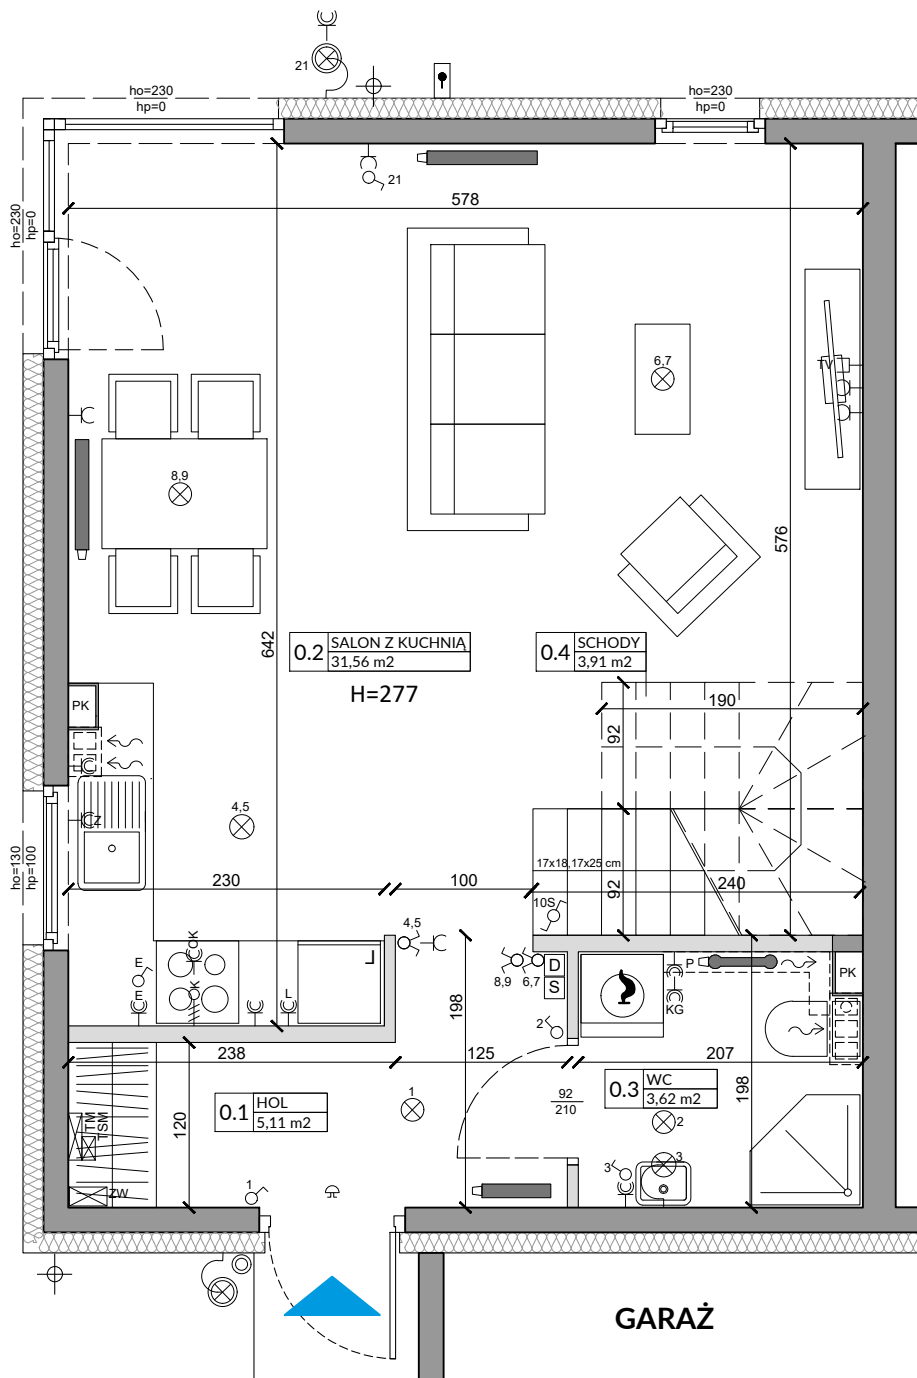 21
ho=230
hp=0
ho=230
hp=0
21
578
ho=230
hp=0
6,7
TV
8,9
576
642
0.2 SALON Z KUCHNIĄ
31,56 m2
0.4 SCHODY
3,91 m2
H=277
PK
190
92
4,5
Z
ho=130
hp=100
17x18,17x25 cm
230
100
92
240
10S
4,5
OK
E
E
K
L
8,9
6,7
D
S
P
KG
PK
198
2
238
125
207
92
210
0.3 WC
3,62 m2
198
1
0.1 HOL
5,11 m2
120
TM
TSM
2
3
3
ZW
1
GARAŻ